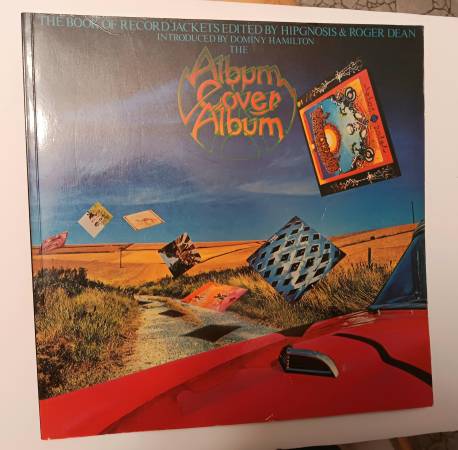 THE BOOK OF RECORD JACKETS EDITED BY HIPGNOSIS & ROGER DEAN
INTRODUCED BY DOMINY HAMILTON
THE
Album
Cover
Album